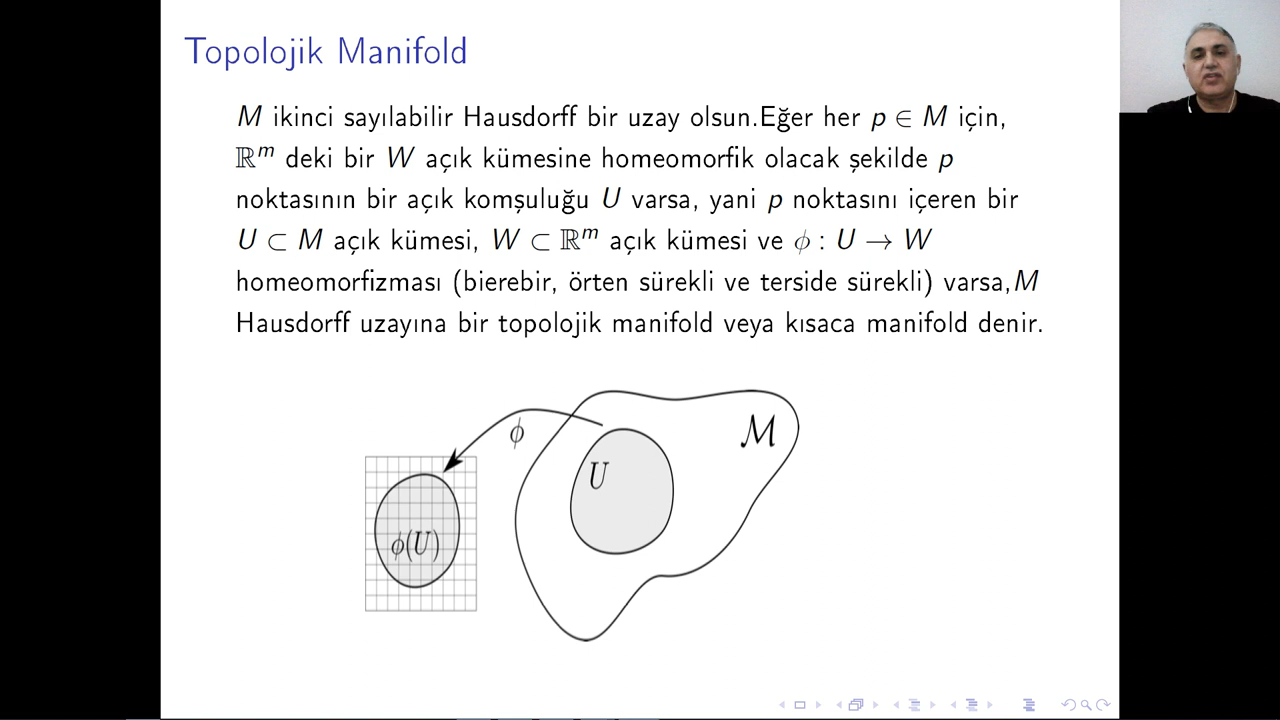 Topolojik Manifold
M ikinci sayılabilir Hausdorff bir uzay olsun.Eğer her p ∈ M için,
ℝᵐ deki bir W açık kümesine homeomorfik olacak şekilde p
noktasının bir açık komşuluğu U varsa, yani p noktasını içeren bir
U ⊂ M açık kümesi, W ⊂ ℝᵐ açık kümesi ve ϕ : U → W
homeomorfizması (bierebir, örten sürekli ve terside sürekli) varsa,M
Hausdorff uzayına bir topolojik manifold veya kısaca manifold denir.
ϕ
M
U
ϕ(U)